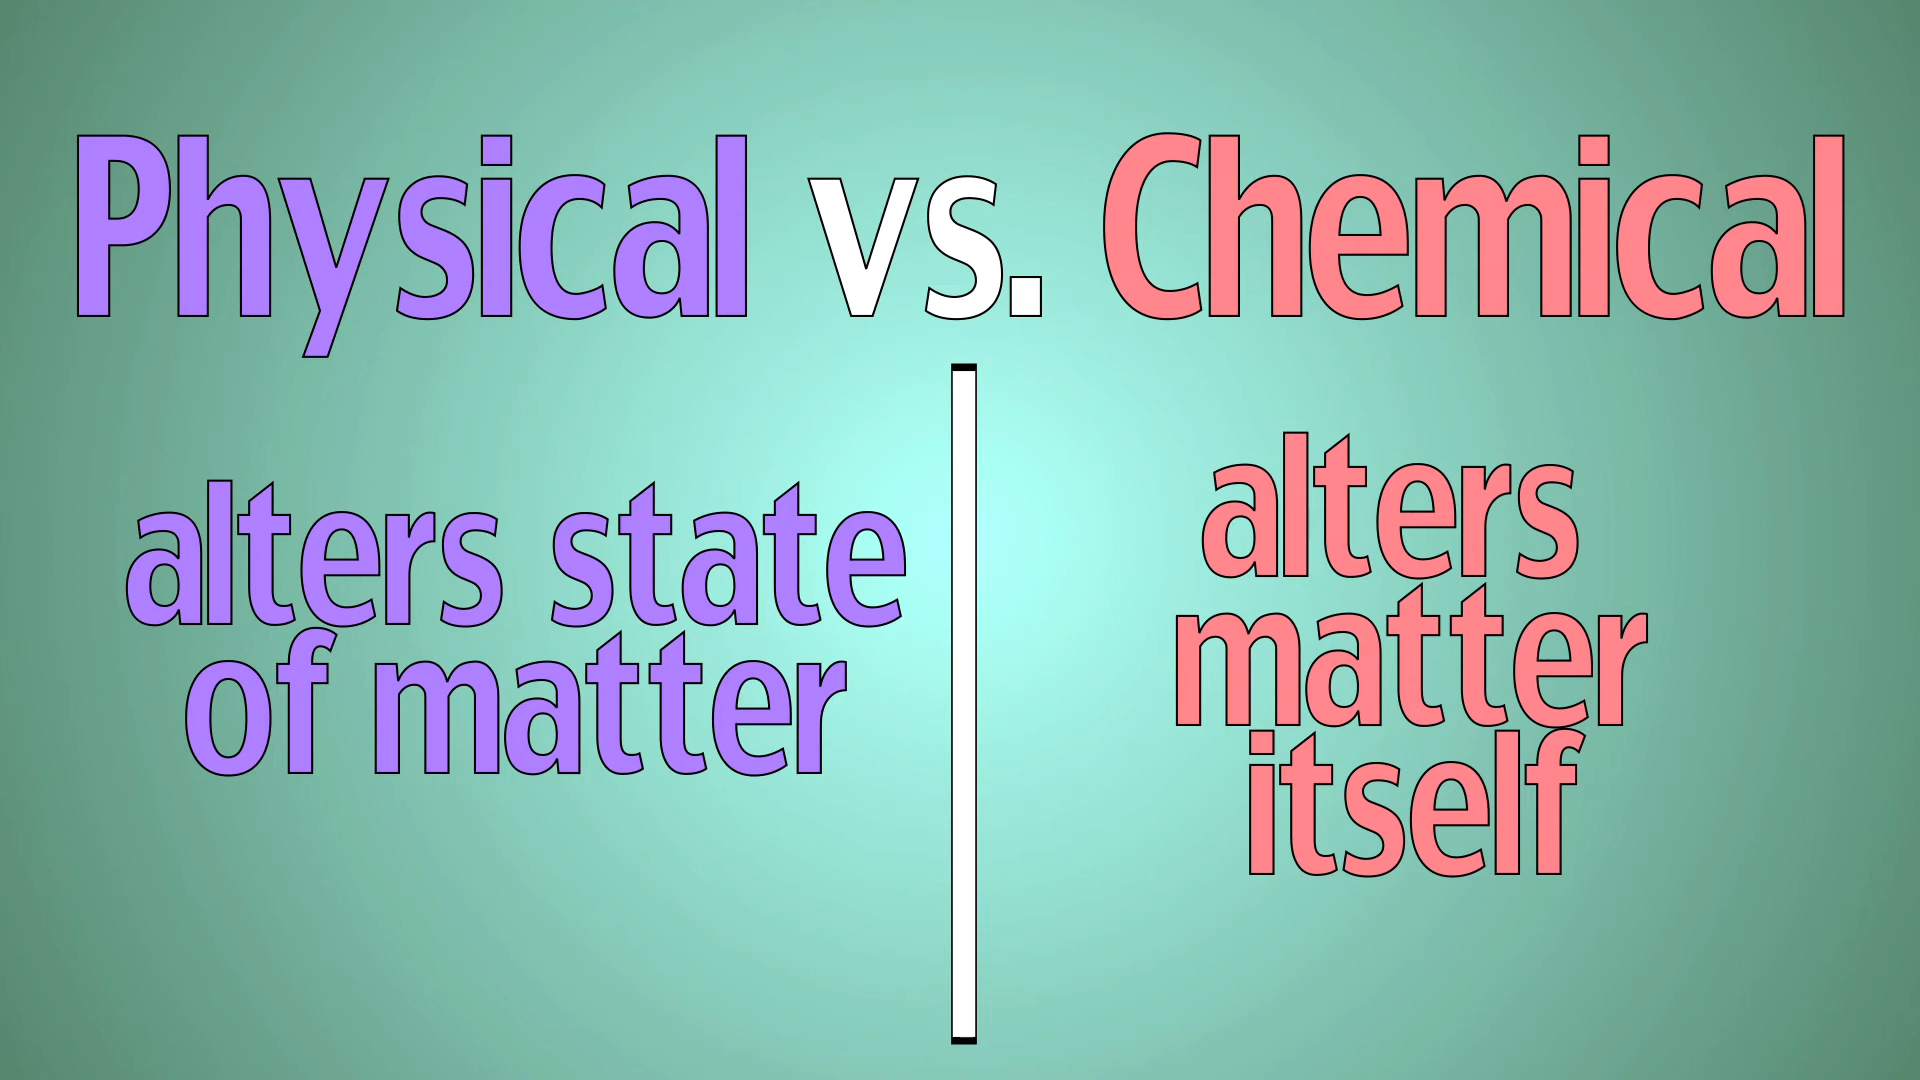 Physical vs. Chemical
alters state
of matter
alters
matter
itself